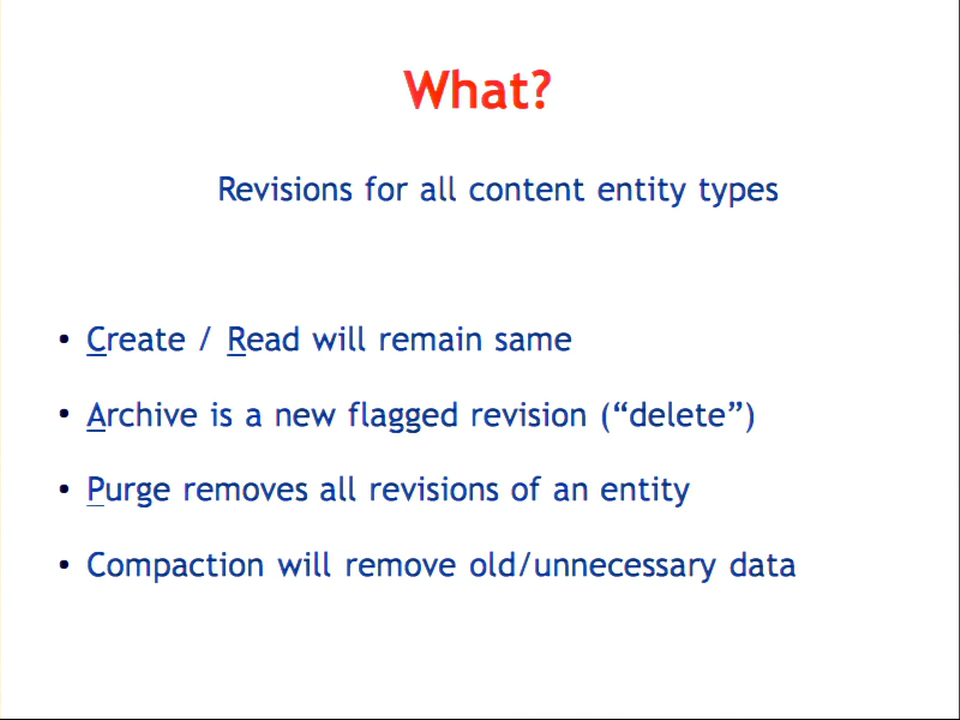 What?
Revisions for all content entity types
• Create / Read will remain same
• Archive is a new flagged revision (“delete”)
• Purge removes all revisions of an entity
• Compaction will remove old/unnecessary data